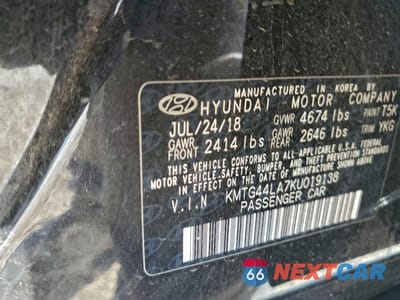 MANUFACTURED IN KOREA BY
HYUNDAI MOTOR COMPANY
JUL/24/18 GVWR 4674 lbs PAINT T5K
GAWR FRONT 2414 lbs GAWR REAR 2646 lbs TRIM YKG
THIS VEHICLE CONFORMS TO ALL APPLICABLE U.S.A. FEDERAL
MOTOR VEHICLE SAFETY, BUMPER, AND THEFT PREVENTION
STANDARDS IN EFFECT ON THE DATE OF MANUFACTURE SHOWN ABOVE.
V.I.N KMTG44LA7KU019138
PASSENGER CAR
66 NEXTCAR